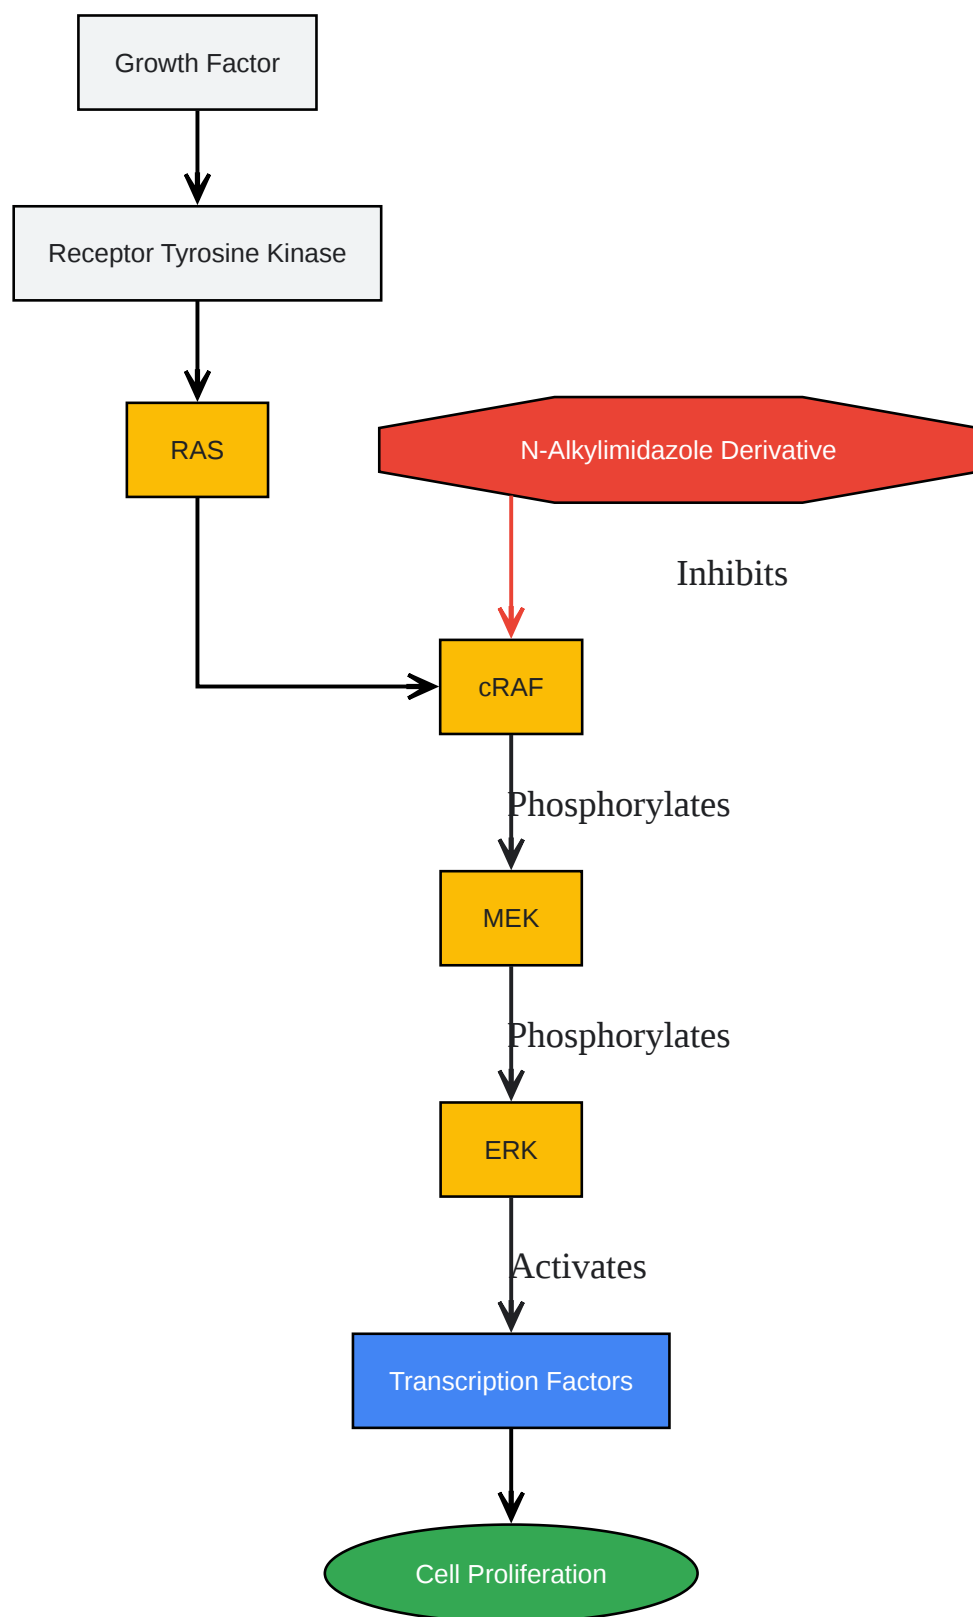 Growth Factor
Receptor Tyrosine Kinase
RAS
N-Alkylimidazole Derivative
Inhibits
cRAF
Phosphorylates
MEK
Phosphorylates
ERK
Activates
Transcription Factors
Cell Proliferation